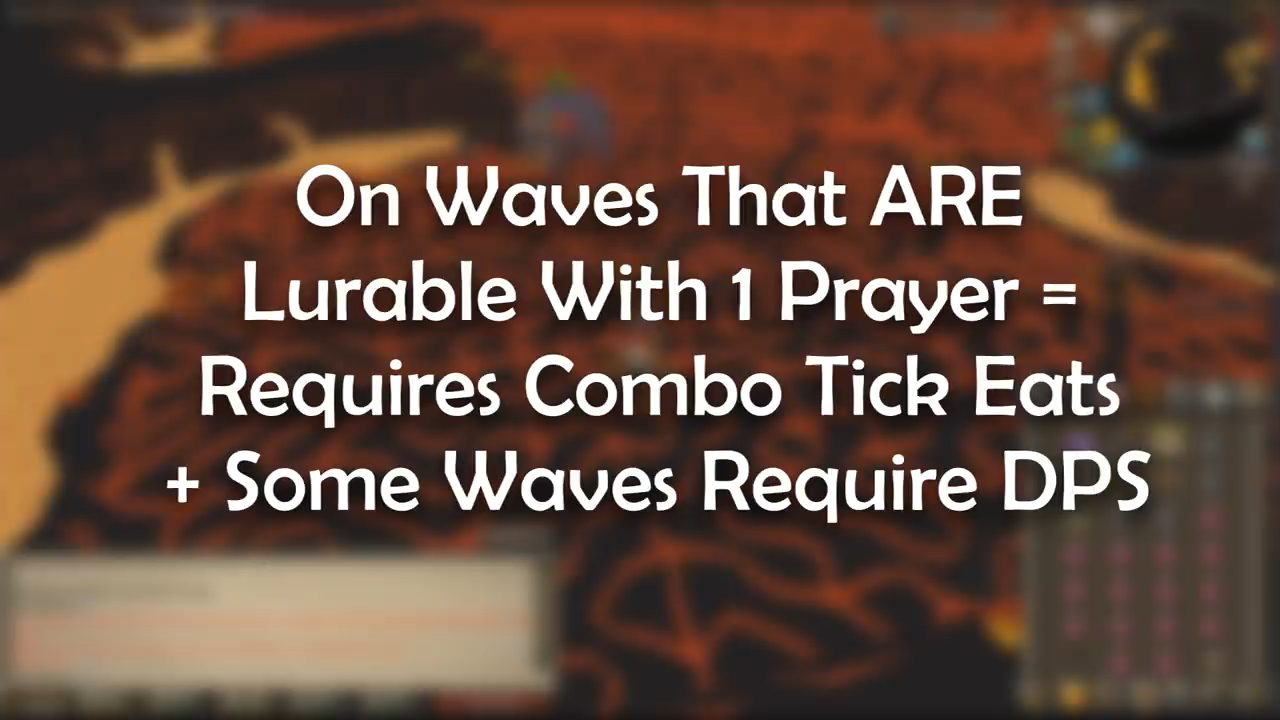 On Waves That ARE
Lurable With 1 Prayer =
Requires Combo Tick Eats
+ Some Waves Require DPS